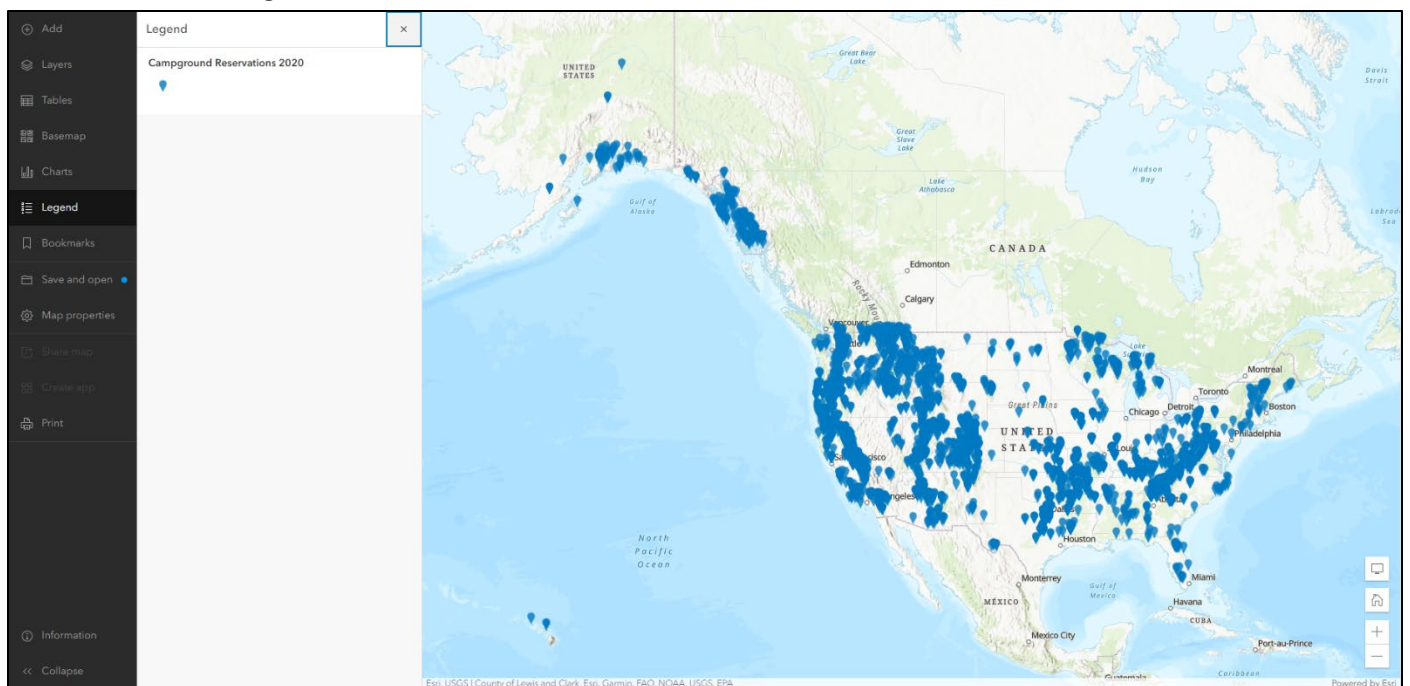 Add
Layers
Tables
Basemap
Charts
Legend
Bookmarks
Save and open
Map properties
Share map
Create app
Print
Information
<< Collapse
Legend
×
Campground Reservations 2020
UNITED
STATES
Great Bear
Lake
Davis
Strait
Great
Slave
Lake
Lake
Athabasca
Hudson
Bay
Gulf of
Alaska
Labrador
Sea
CANADA
Edmonton
Calgary
Rocky Mou
Vancouver
Lake
Montreal
Toronto
Great Plains
Chicago
Detroit
Boston
UNITED
STA
Philadelphia
Houston
North
Pacific
Ocean
Monterrey
Gulf of
Mexico
Miami
MÉXICO
Havana
CUBA
Mexico City
Port-au-Prince
Guatemala
Caribbean
Esri, USGS | County of Lewis and Clark, Esri, Garmin, FAO, NOAA, USGS, EPA
Powered by Esri